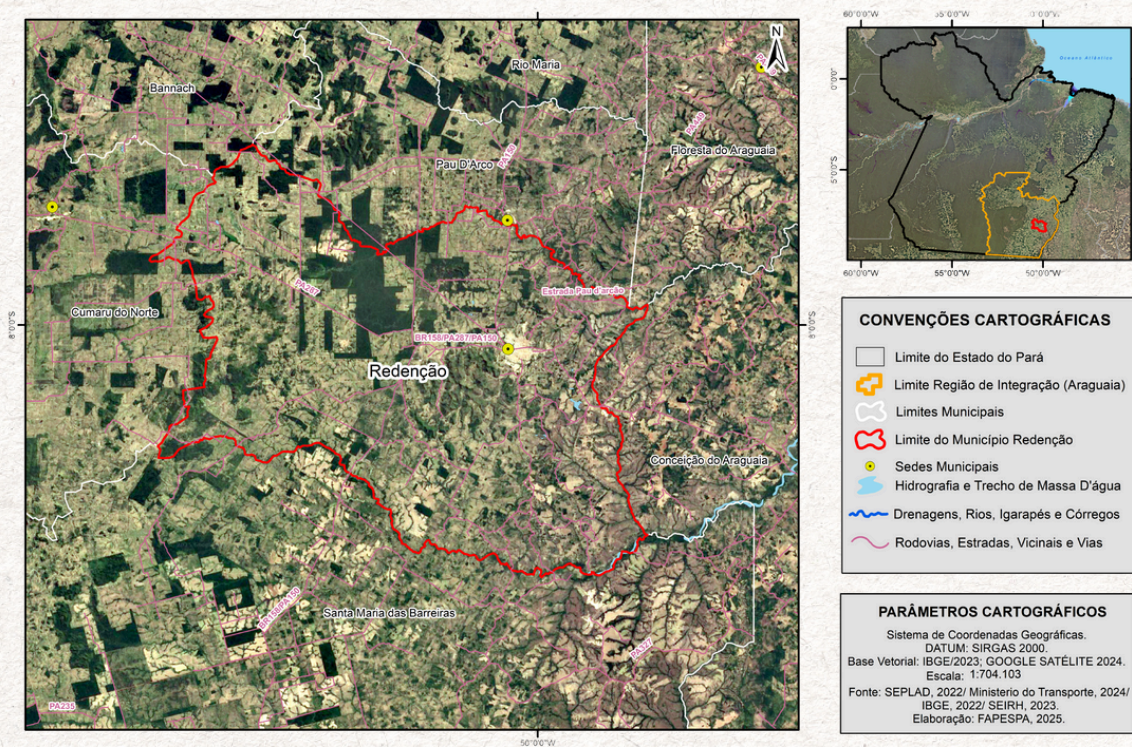 N
Rio Maria
Bannach
PA449
Floresta do Araguaia
Pau D'Arco
PA150
PA287
Estrada Pau d'arcão
Cumaru do Norte
BR158/PA287/PA150
Redenção
Conceição do Araguaia
Santa Maria das Barreiras
BR158/PA150
PA327
PA235
8°0'0"S
8°0'0"S
50°0'0"W
60°0'0"W
55°0'0"W
50°0'0"W
Oceano Atlântico
0°0'0"
5°0'0"S
60°0'0"W
55°0'0"W
50°0'0"W
CONVENÇÕES CARTOGRÁFICAS
Limite do Estado do Pará
Limite Região de Integração (Araguaia)
Limites Municipais
Limite do Município Redenção
Sedes Municipais
Hidrografia e Trecho de Massa D'água
Drenagens, Rios, Igarapés e Córregos
Rodovias, Estradas, Vicinais e Vias
PARÂMETROS CARTOGRÁFICOS
Sistema de Coordenadas Geográficas.
DATUM: SIRGAS 2000.
Base Vetorial: IBGE/2023; GOOGLE SATÉLITE 2024.
Escala: 1:704.103
Fonte: SEPLAD, 2022/ Ministerio do Transporte, 2024/
IBGE, 2022/ SEIRH, 2023.
Elaboração: FAPESPA, 2025.